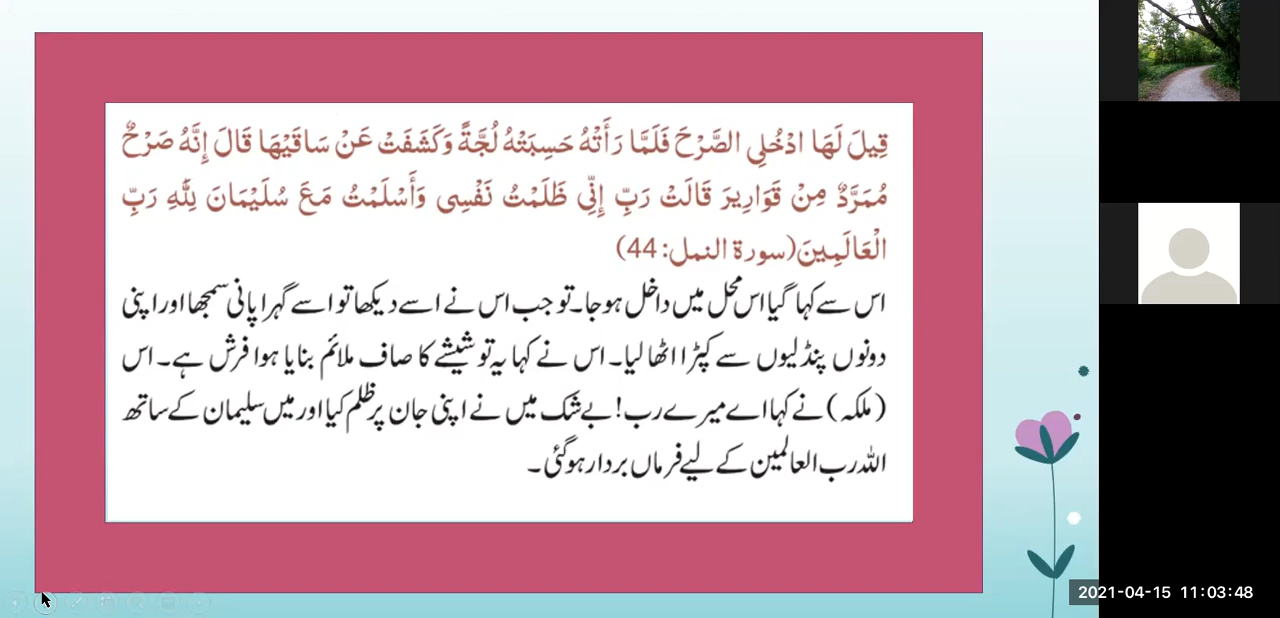 قِيلَ لَهَا ادْخُلِي الصَّرْحَ فَلَمَّا رَأَتْهُ حَسِبَتْهُ لُجَّةً وَكَشَفَتْ عَنْ سَاقَيْهَا قَالَ إِنَّهُ صَرْحٌ
مُمَرَّدٌ مِنْ قَوَارِيرَ قَالَتْ رَبِّ إِنِّي ظَلَمْتُ نَفْسِي وَأَسْلَمْتُ مَعَ سُلَيْمَانَ لِلَّهِ رَبِّ
الْعَالَمِينَ(سورة النمل:44)
اس سے کہا گیا اس محل میں داخل ہو جا۔ تو جب اس نے اسے دیکھا تو اسے گہرا پانی سمجھا اور اپنی
دونوں پنڈلیوں سے کپڑا اٹھا لیا۔ اس نے کہا یہ تو شیشے کا صاف ملائم بنایا ہوا فرش ہے۔ اس
(ملکہ) نے کہا اے میرے رب! بے شک میں نے اپنی جان پر ظلم کیا اور میں سلیمان کے ساتھ
اللہ رب العالمین کے لیے فرماں بردار ہو گئی۔
2021-04-15 11:03:48